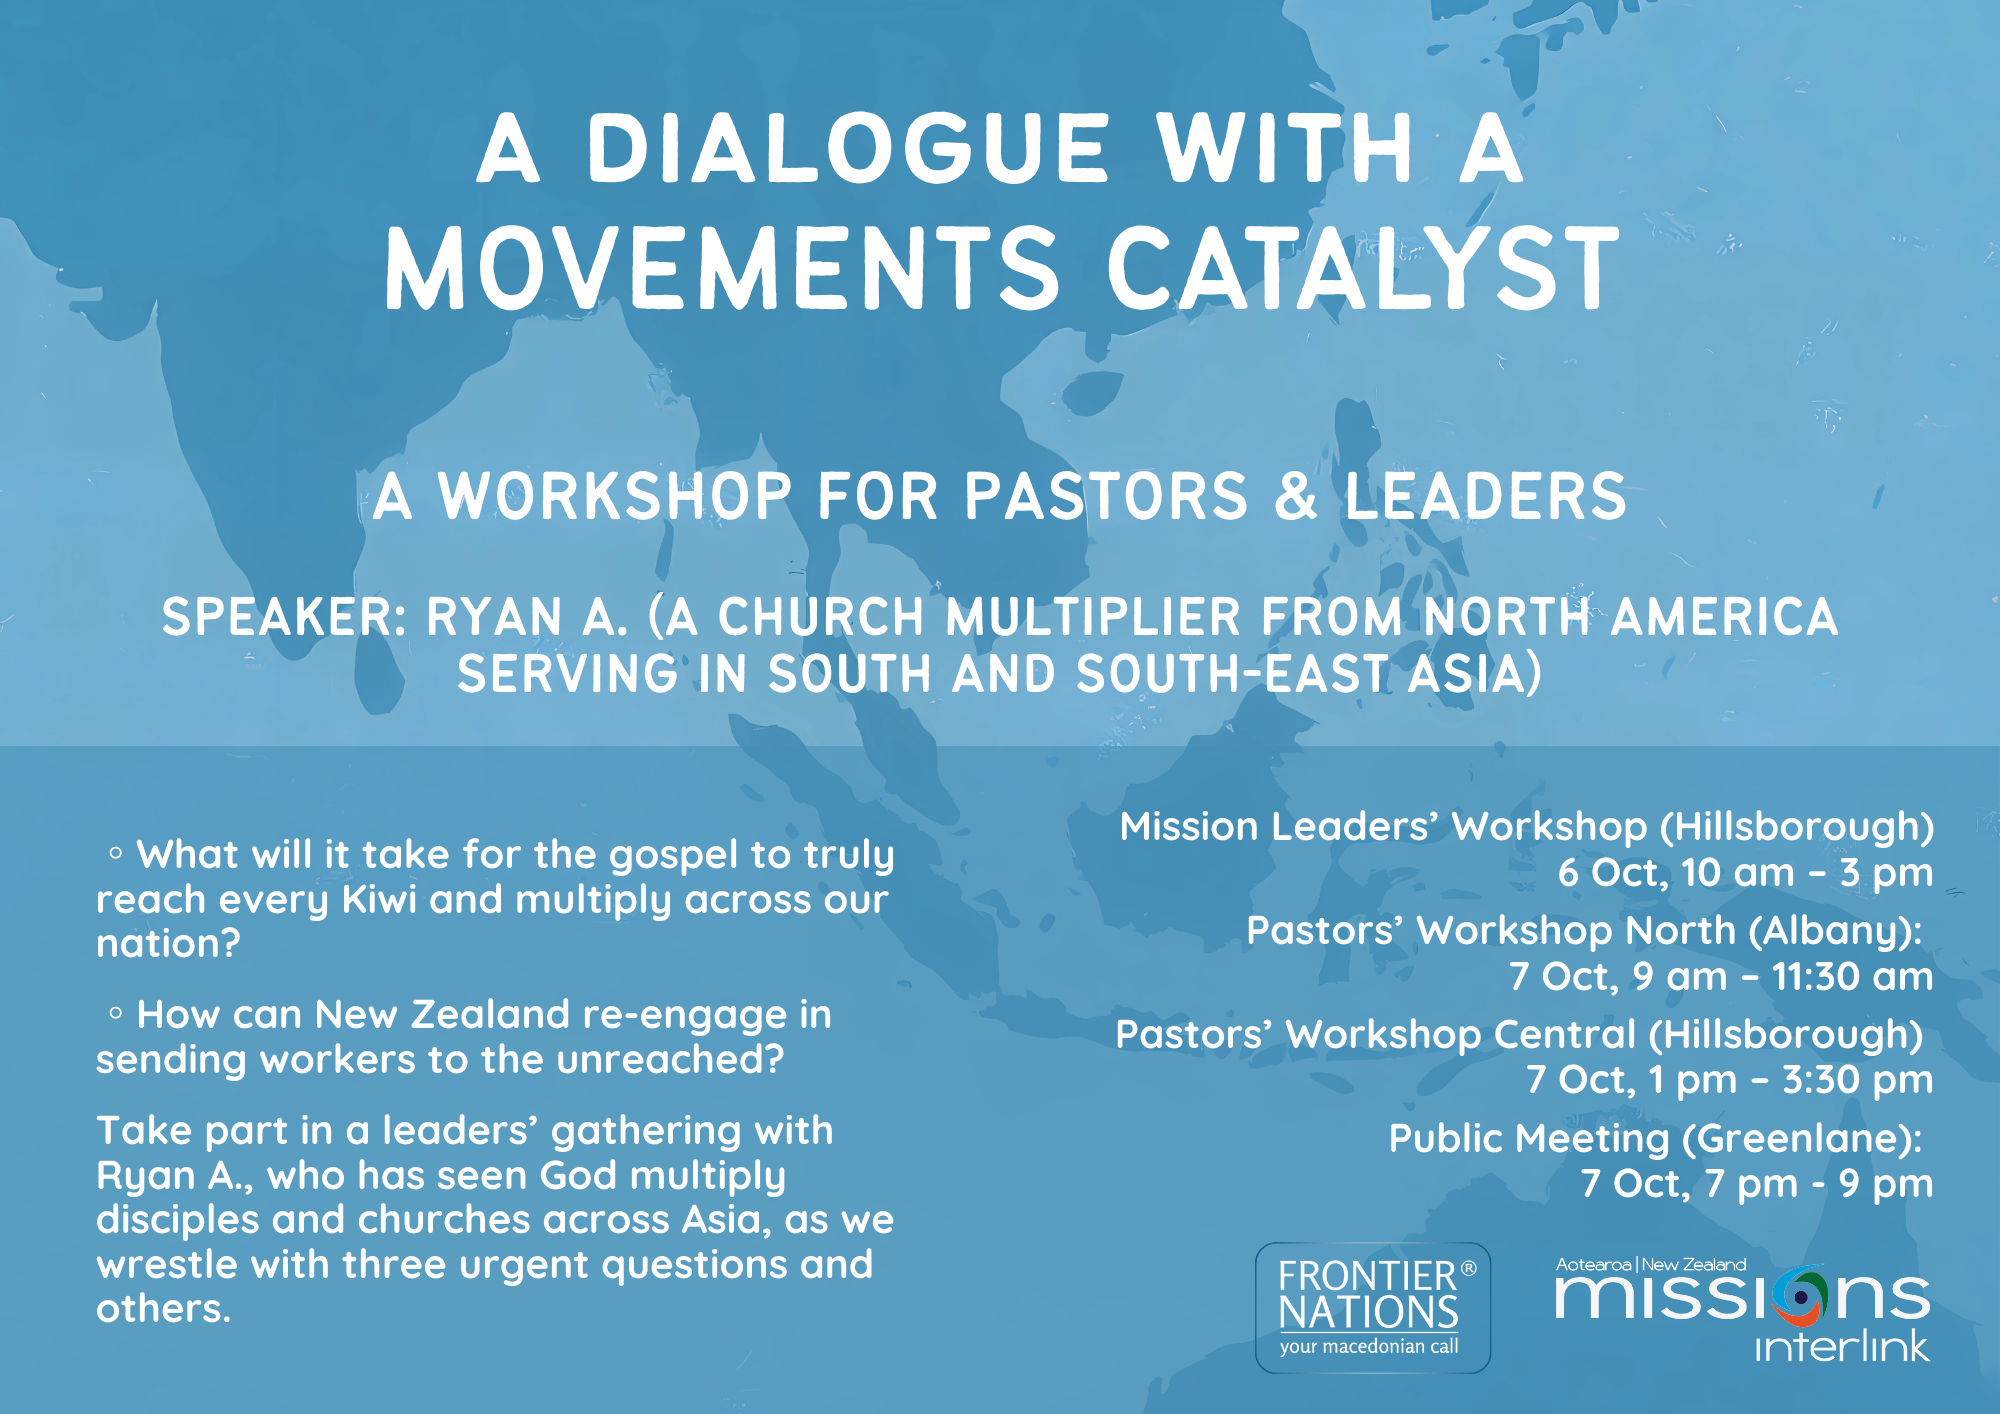 A DIALOGUE WITH A
MOVEMENTS CATALYST
A WORKSHOP FOR PASTORS & LEADERS
SPEAKER: RYAN A. (A CHURCH MULTIPLIER FROM NORTH AMERICA
SERVING IN SOUTH AND SOUTH-EAST ASIA)
◦ What will it take for the gospel to truly
reach every Kiwi and multiply across our
nation?
◦ How can New Zealand re-engage in
sending workers to the unreached?
Take part in a leaders’ gathering with
Ryan A., who has seen God multiply
disciples and churches across Asia, as we
wrestle with three urgent questions and
others.
Mission Leaders’ Workshop (Hillsborough)
6 Oct, 10 am – 3 pm
Pastors’ Workshop North (Albany):
7 Oct, 9 am – 11:30 am
Pastors’ Workshop Central (Hillsborough)
7 Oct, 1 pm – 3:30 pm
Public Meeting (Greenlane):
7 Oct, 7 pm - 9 pm
FRONTIER®
NATIONS
your macedonian call
Aotearoa | New Zealand
missions
interlink